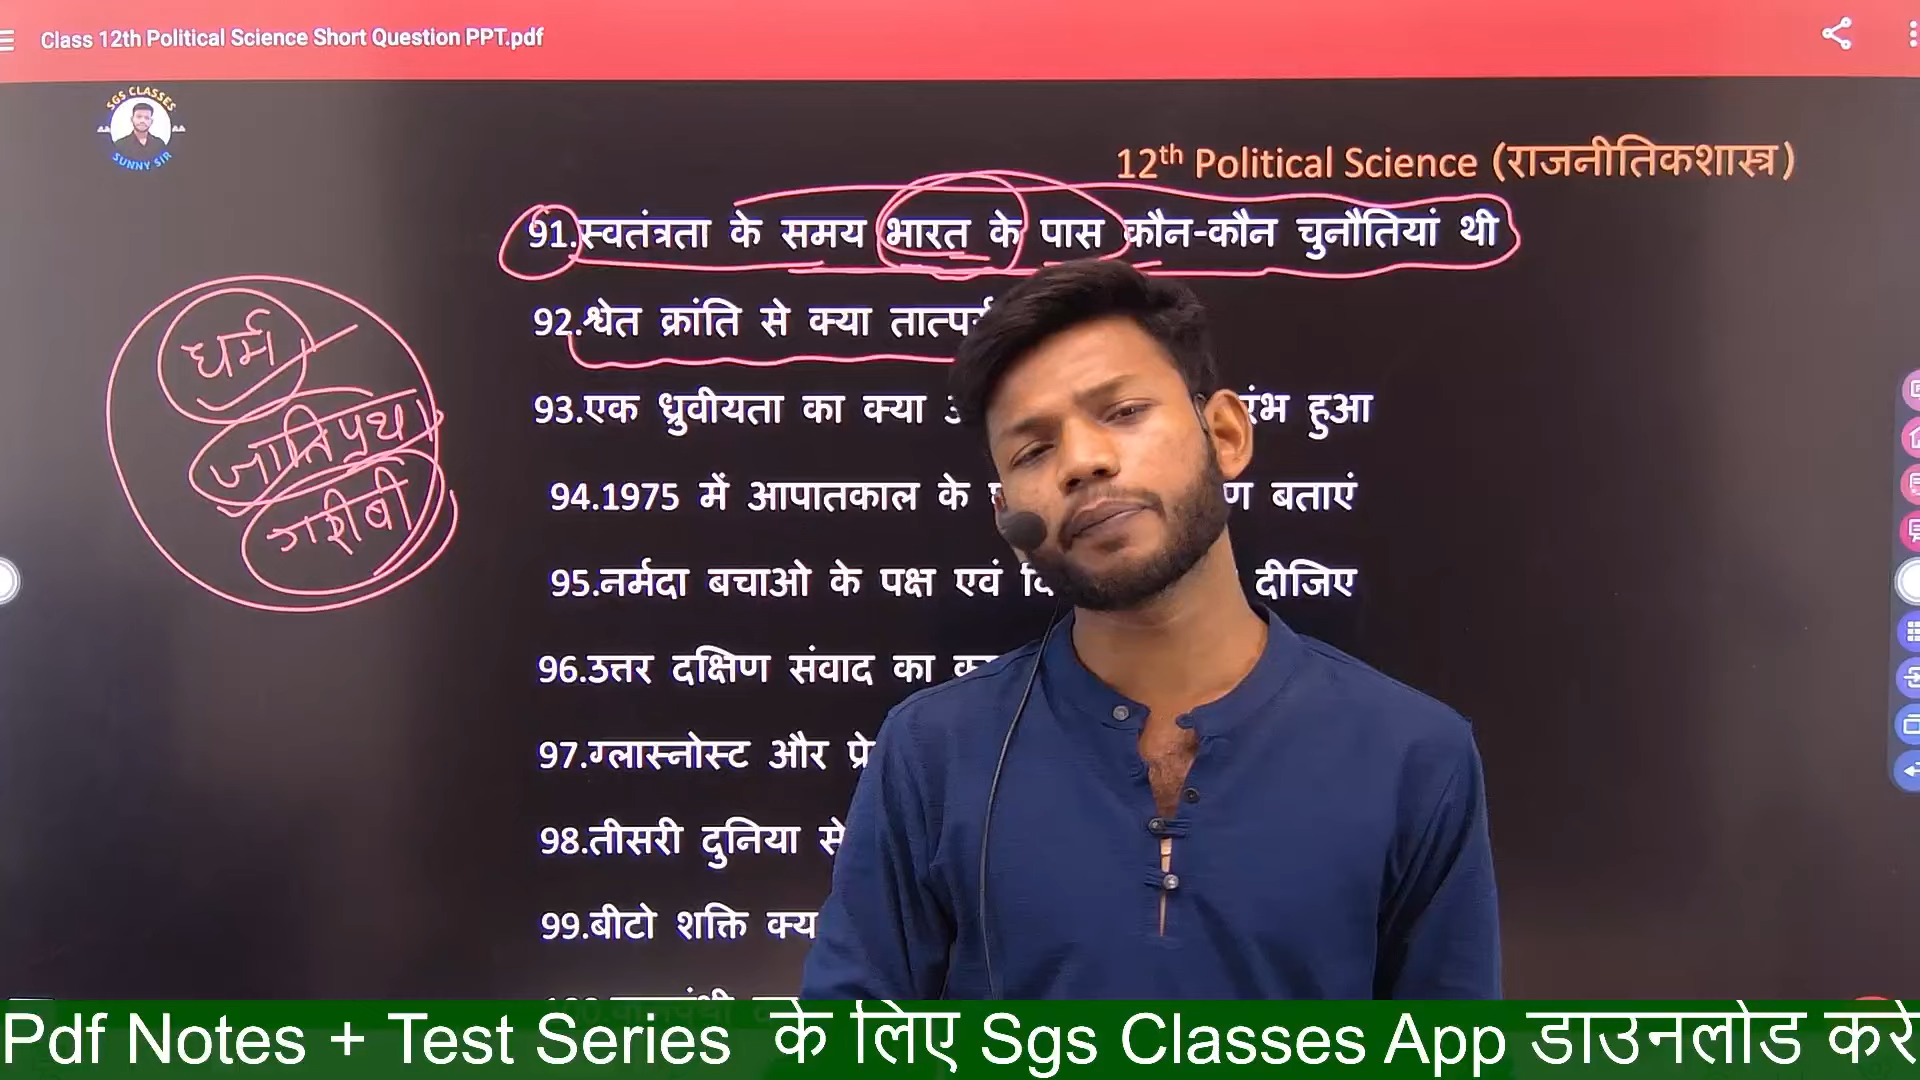 Class 12th Political Science Short Question PPT.pdf
SGS CLASSES
SUNNY SIR
12th Political Science (राजनीतिकशास्त्र)
91.स्वतंत्रता के समय भारत के पास कौन-कौन चुनौतियां थी
92.श्वेत क्रांति से क्या
धर्म
93.एक ध्रुवीयता का क्या हुआ
जातिप्रथा
94.1975 में आपातकाल के बताएं
गरीबी
95.नर्मदा बचाओ के पक्ष एवं दीजिए
96.उत्तर दक्षिण संवाद का
97.ग्लास्नोस्ट और
98.तीसरी दुनिया से
99.बीटो शक्ति
Pdf Notes + Test Series के लिए Sgs Classes App डाउनलोड करे